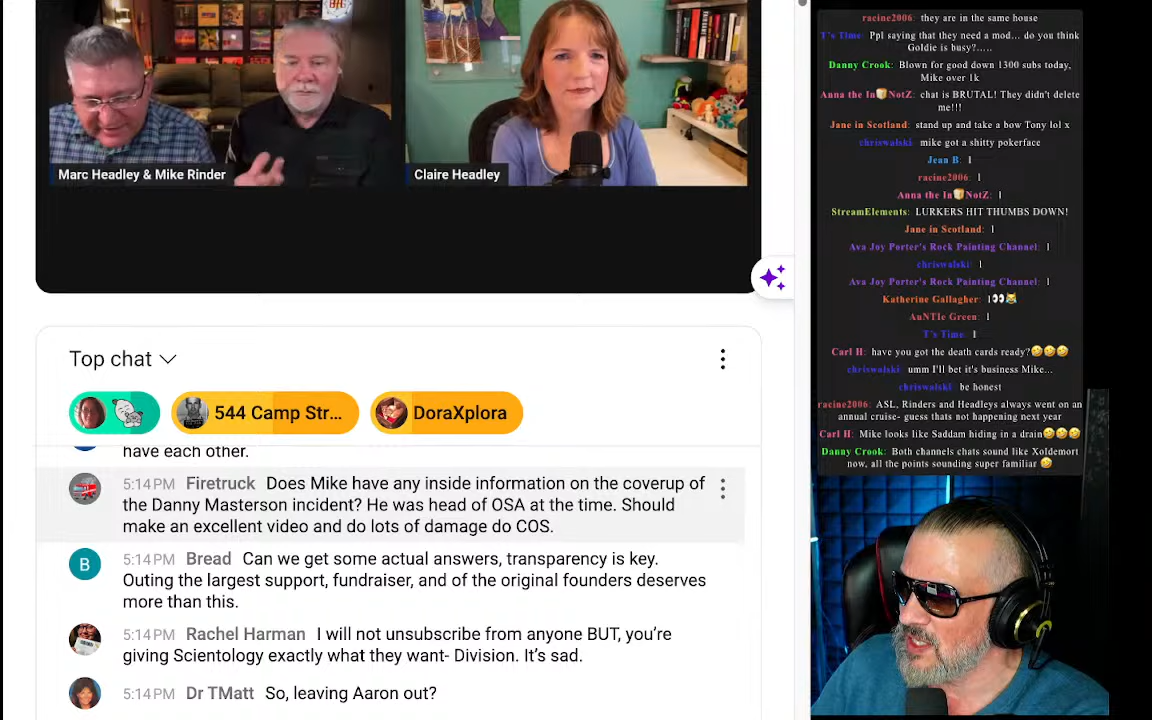 Marc Headley & Mike Rinder
Claire Headley
Top chat
544 Camp Str...
DoraXplora
have each other.
5:14 PM Firetruck Does Mike have any inside information on the coverup of
the Danny Masterson incident? He was head of OSA at the time. Should
make an excellent video and do lots of damage do COS.
5:14 PM Bread Can we get some actual answers, transparency is key.
Outing the largest support, fundraiser, and of the original founders deserves
more than this.
5:14 PM Rachel Harman I will not unsubscribe from anyone BUT, you’re
giving Scientology exactly what they want- Division. It’s sad.
5:14 PM Dr TMatt So, leaving Aaron out?
racine2006: they are in the same house
T's Time: Ppl saying that they need a mod... do you think
Goldie is busy?.....
Danny Crook: Blown for good down 1300 subs today,
Mike over 1k
Anna the In🍞NotZ: chat is BRUTAL! They didn't delete
me!!!
Jane in Scotland: stand up and take a bow Tony lol x
chriswalski: mike got a shitty pokerface
Jean B: 1
racine2006: 1
Anna the In🍞NotZ: 1
StreamElements: LURKERS HIT THUMBS DOWN!
Jane in Scotland: 1
Ava Joy Porter's Rock Painting Channel: 1
chriswalski: 1
Ava Joy Porter's Rock Painting Channel: 1
Katherine Gallagher: 1👀😹
AuNTIe Green: 1
T's Time: 1
Carl H: have you got the death cards ready?🤣🤣🤣
chriswalski: umm I'll bet it's business Mike...
chriswalski: be honest
racine2006: ASL, Rinders and Headleys always went on an
annual cruise- guess thats not happening next year
Carl H: Mike looks like Saddam hiding in a drain🤣🤣🤣
Danny Crook: Both channels chats sound like Xoldemort
now, all the points sounding super familiar 🤣